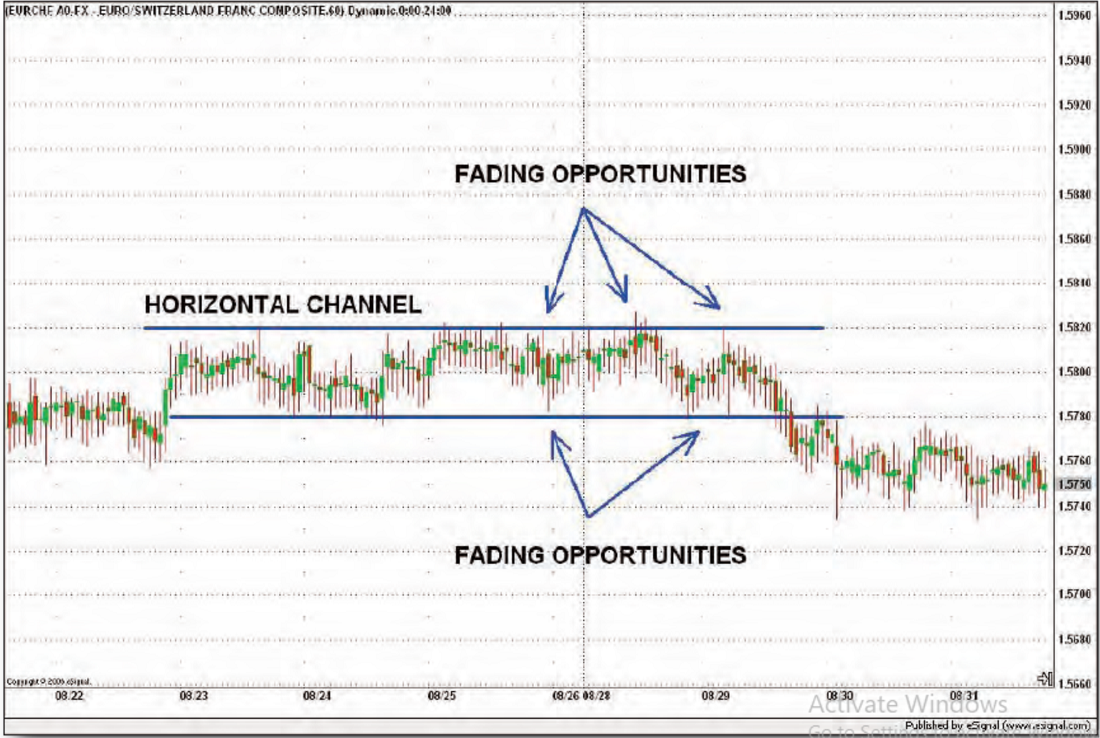 (EURCHF A0-FX - EURO/SWITZERLAND FRANC COMPOSITE,60) Dynamic,0:00-24:00
1.5960
1.5940
1.5920
1.5900
FADING OPPORTUNITIES
1.5880
1.5860
1.5840
HORIZONTAL CHANNEL
1.5820
1.5800
1.5780
1.5760
1.5750
1.5740
FADING OPPORTUNITIES
1.5720
1.5700
1.5680
1.5660
Copyright © eSignal.
08:22 08:23 08:24 08:25 08:26 08:28 08:29 08:30 08:31
Activate Windows
Published by eSignal (www.esignal.com)
Go to Settings to activate